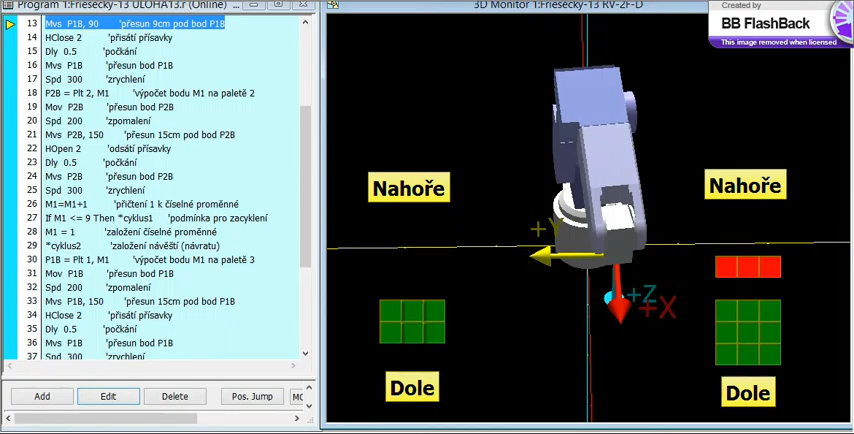 Program 1:Friesecky-13 ULOHA13.r (Online)
13 Mvs P1B, 90 'přesun 9cm pod bod P1B
14 HClose 2 'přisátí přísavky
15 Dly 0.5 'počkání
16 Mvs P1B 'přesun bod P1B
17 Spd 300 'zrychlení
18 P2B = Plt 2, M1 'výpočet bodu M1 na paletě 2
19 Mov P2B 'přesun bod P2B
20 Spd 200 'zpomalení
21 Mvs P2B, 150 'přesun 15cm pod bod P2B
22 HOpen 2 'odsátí přísavky
23 Dly 0.5 'počkání
24 Mvs P2B 'přesun bod P2B
25 Spd 300 'zrychlení
26 M1=M1+1 'přičtení 1 k číselné proměnné
27 If M1 <= 9 Then *cyklus1 'podmínka pro zacyklení
28 M1 = 1 'založení číselné proměnné
29 *cyklus2 'založení návěští (návratu)
30 P1B = Plt 1, M1 'výpočet bodu M1 na paletě 3
31 Mov P1B 'přesun bod P1B
32 Spd 200 'zpomalení
33 Mvs P1B, 150 'přesun 15cm pod bod P1B
34 HClose 2 'přisátí přísavky
35 Dly 0.5 'počkání
36 Mvs P1B 'přesun bod P1B
37 Spd 300 'zrychlení
Add Edit Delete Pos. Jump
3D Monitor 1:Friesecky-13 RV-2F-D
Created by
BB FlashBack
This image removed when licensed
Nahoře
Nahoře
+Y
+Z
+X
Dole
Dole